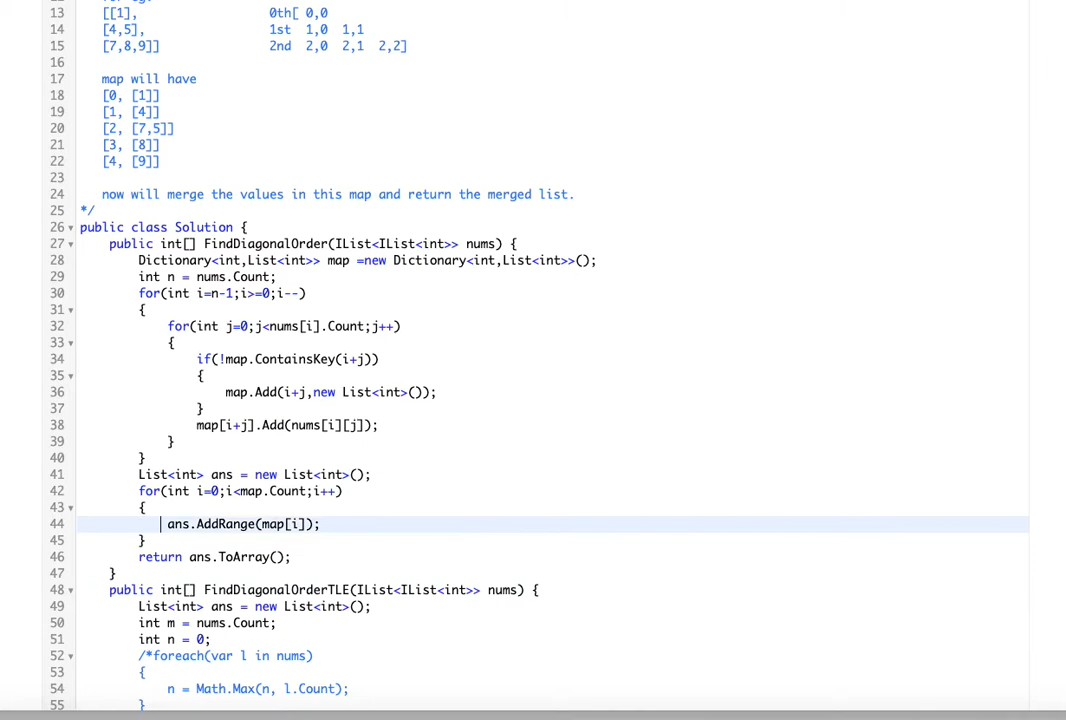 13 [[1], 0th[ 0,0
14 [4,5], 1st 1,0 1,1
15 [7,8,9]] 2nd 2,0 2,1 2,2]
16
17 map will have
18 [0, [1]]
19 [1, [4]]
20 [2, [7,5]]
21 [3, [8]]
22 [4, [9]]
23
24 now will merge the values in this map and return the merged list.
25 */
26 public class Solution {
27 public int[] FindDiagonalOrder(IList<IList<int>> nums) {
28 Dictionary<int,List<int>> map =new Dictionary<int,List<int>>();
29 int n = nums.Count;
30 for(int i=n-1;i>=0;i--)
31 {
32 for(int j=0;j<nums[i].Count;j++)
33 {
34 if(!map.ContainsKey(i+j))
35 {
36 map.Add(i+j,new List<int>());
37 }
38 map[i+j].Add(nums[i][j]);
39 }
40 }
41 List<int> ans = new List<int>();
42 for(int i=0;i<map.Count;i++)
43 {
44 ans.AddRange(map[i]);
45 }
46 return ans.ToArray();
47 }
48 public int[] FindDiagonalOrderTLE(IList<IList<int>> nums) {
49 List<int> ans = new List<int>();
50 int m = nums.Count;
51 int n = 0;
52 /*foreach(var l in nums)
53 {
54 n = Math.Max(n, l.Count);
55 }